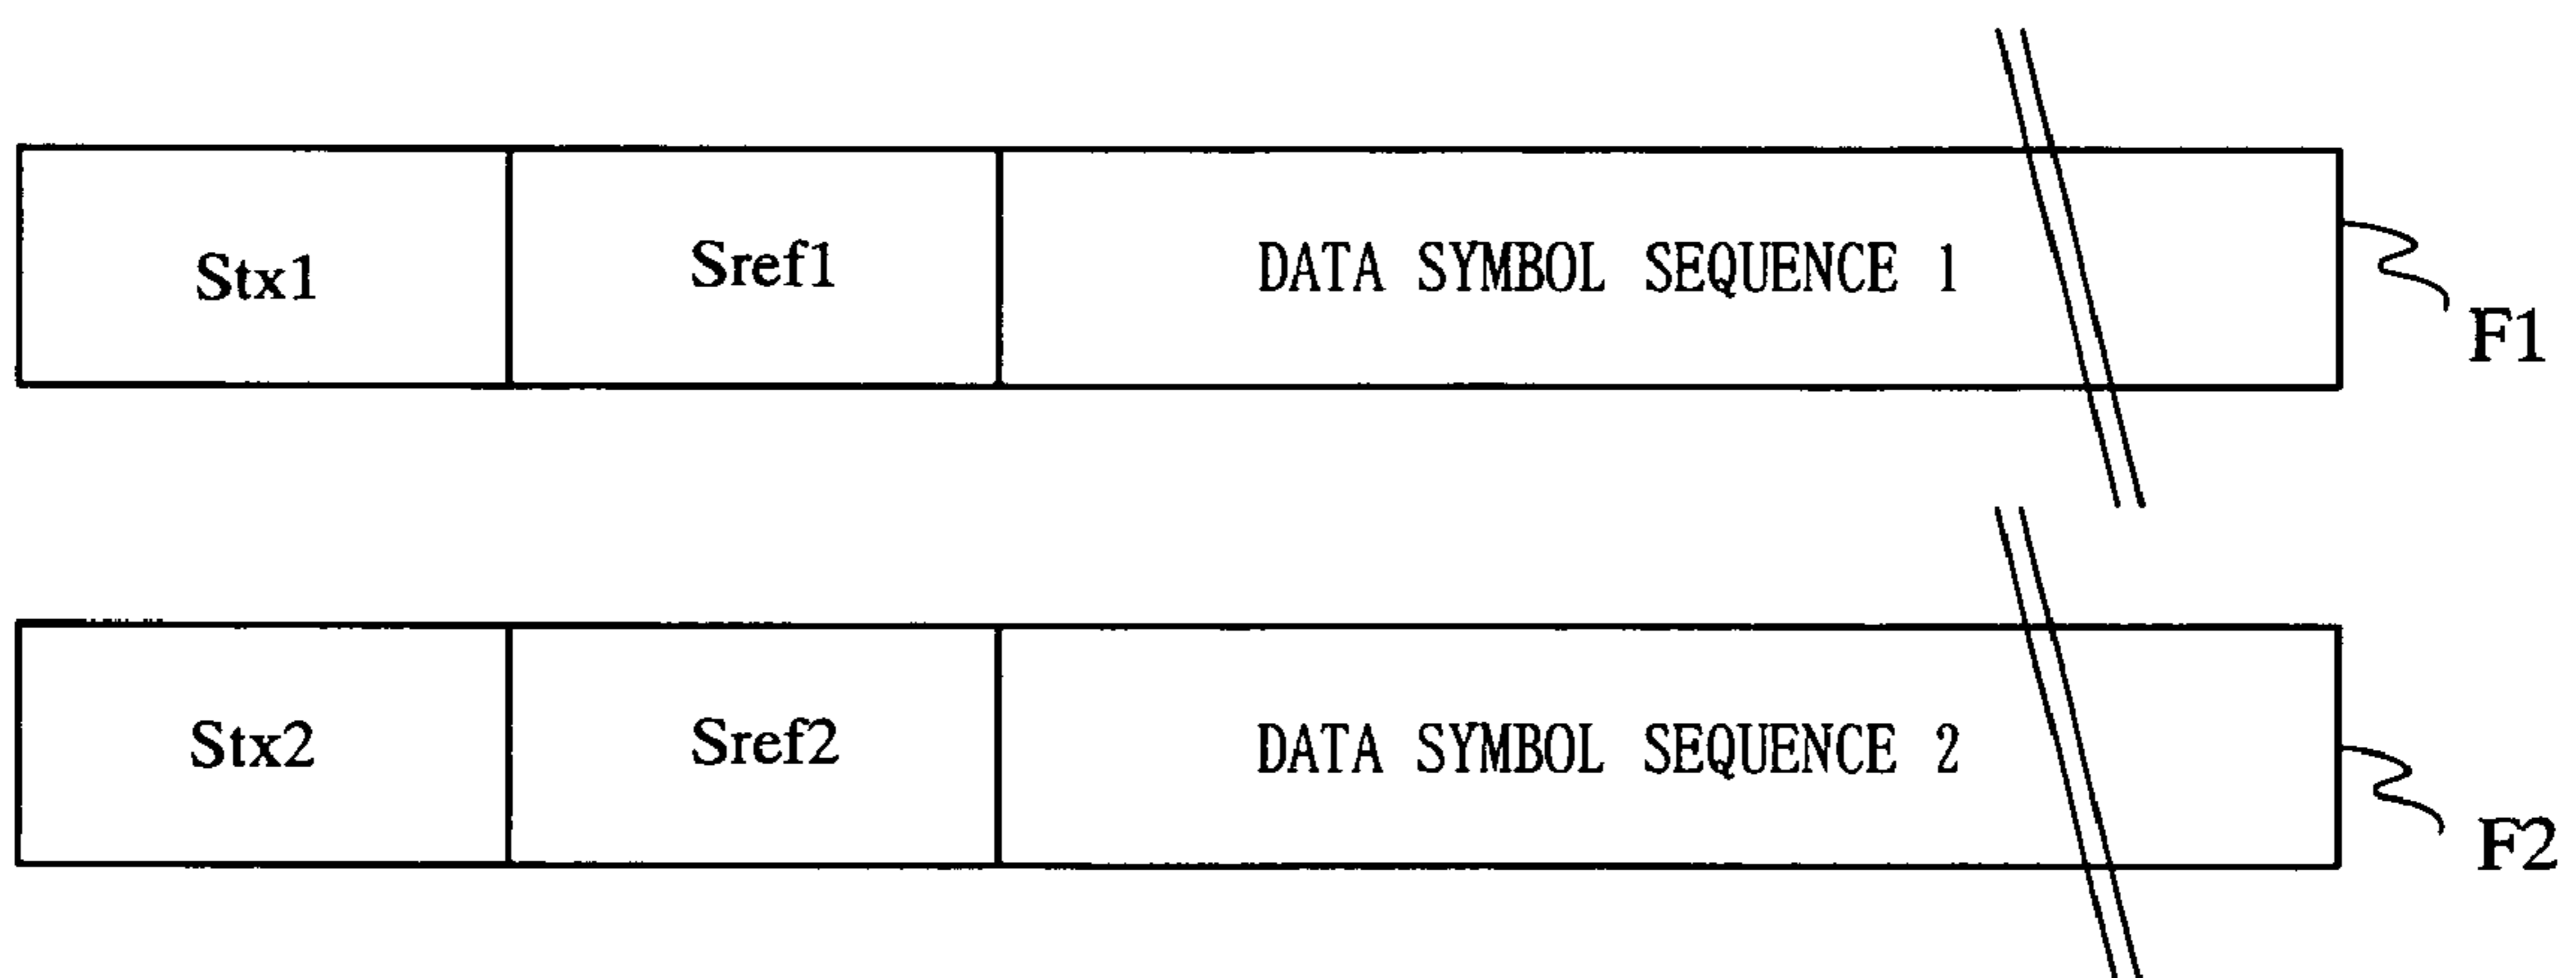 Stx1 Sref1 DATA SYMBOL SEQUENCE 1
F1
Stx2 Sref2 DATA SYMBOL SEQUENCE 2
F2